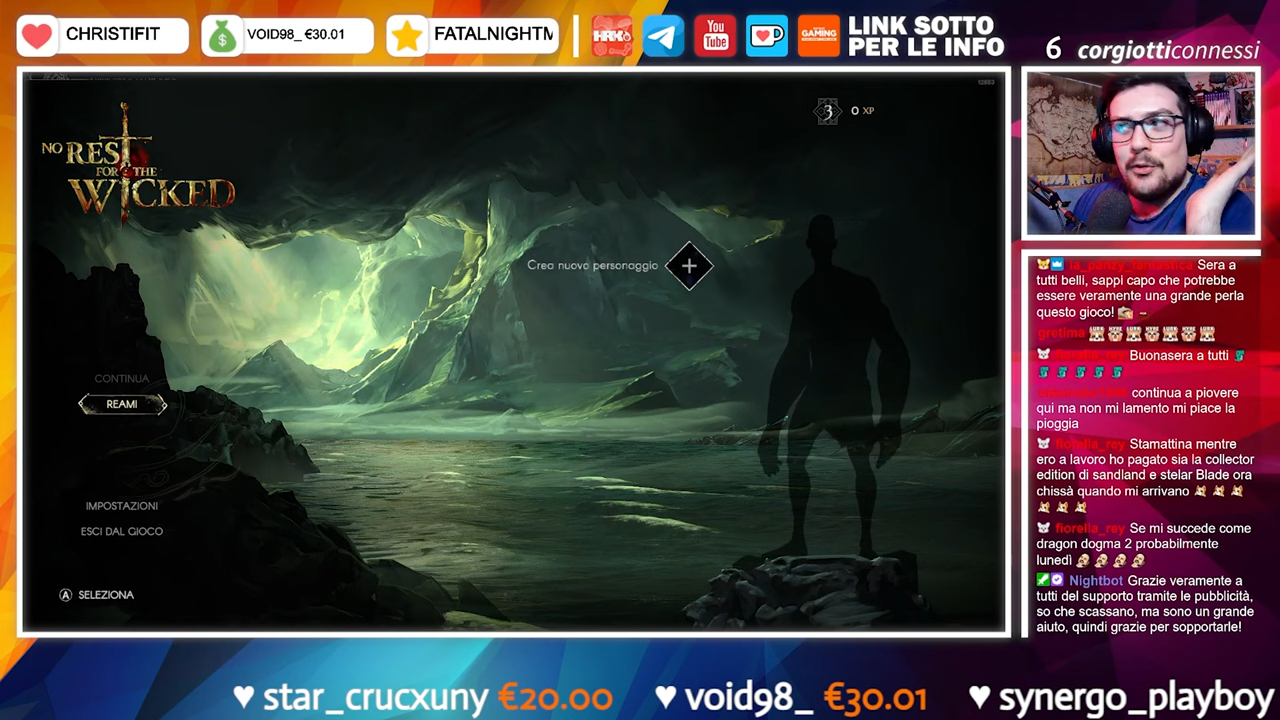 CHRISTIFIT
VOID98_ €30.01
FATALNIGHTM
HRK
You
Tube
GAMING
LINK SOTTO
PER LE INFO
6 corgiotticonnessi
NO REST
FOR THE
WICKED
3 0 XP
Crea nuovo personaggio
CONTINUA
REAMI
IMPOSTAZIONI
ESCI DAL GIOCO
A SELEZIONA
Sera a
tutti belli, sappi capo che potrebbe
essere veramente una grande perla
questo gioco!
gretima
Buonasera a tutti
continua a piovere
qui ma non mi lamento mi piace la
pioggia
fiorella_rey Stamattina mentre
ero a lavoro ho pagato sia la collector
edition di sandland e stelar Blade ora
chissà quando mi arrivano
fiorella_rey Se mi succede come
dragon dogma 2 probabilmente
lunedì
Nightbot Grazie veramente a
tutti del supporto tramite le pubblicità,
so che scassano, ma sono un grande
aiuto, quindi grazie per sopportarle!
star_crucxuny €20.00
void98_ €30.01
synergo_playboy